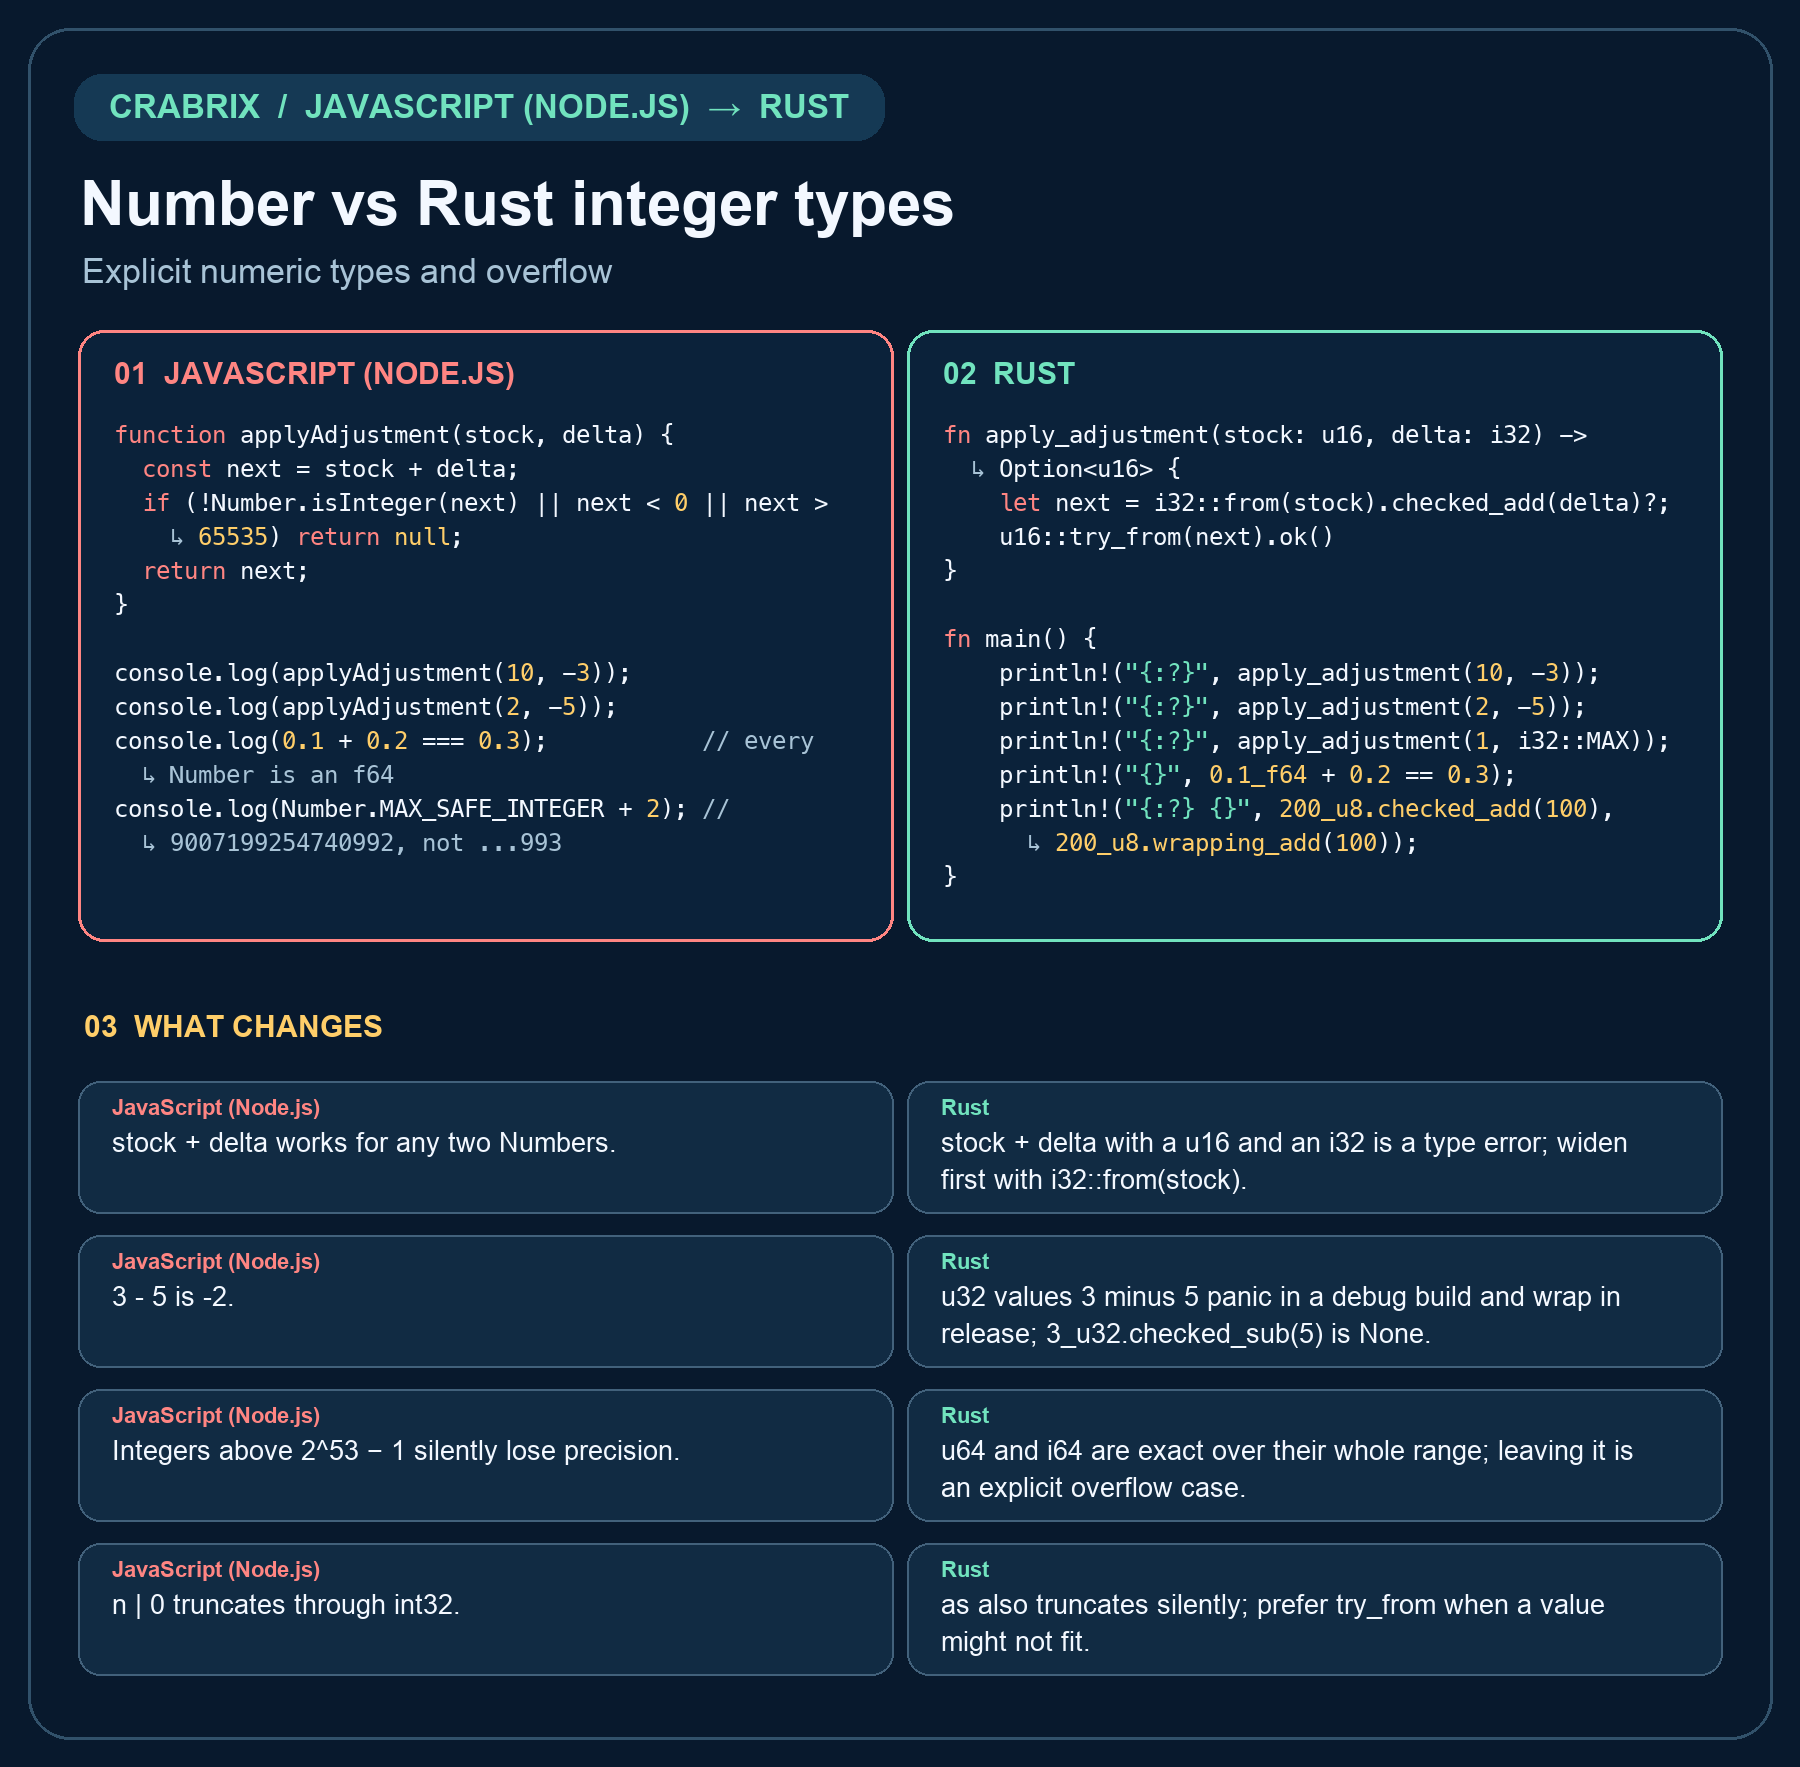 CRABRIX / JAVASCRIPT (NODE.JS) → RUST
Number vs Rust integer types
Explicit numeric types and overflow
01 JAVASCRIPT (NODE.JS)
function applyAdjustment(stock, delta) {
  const next = stock + delta;
  if (!Number.isInteger(next) || next < 0 || next >
    ↳ 65535) return null;
  return next;
}

console.log(applyAdjustment(10, −3));
console.log(applyAdjustment(2, −5));
console.log(0.1 + 0.2 === 0.3);           // every
  ↳ Number is an f64
console.log(Number.MAX_SAFE_INTEGER + 2); //
  ↳ 9007199254740992, not ...993
02 RUST
fn apply_adjustment(stock: u16, delta: i32) −>
  ↳ Option<u16> {
    let next = i32::from(stock).checked_add(delta)?;
    u16::try_from(next).ok()
}

fn main() {
    println!("{:?}", apply_adjustment(10, −3));
    println!("{:?}", apply_adjustment(2, −5));
    println!("{:?}", apply_adjustment(1, i32::MAX));
    println!("{}", 0.1_f64 + 0.2 == 0.3);
    println!("{:?} {}", 200_u8.checked_add(100),
      ↳ 200_u8.wrapping_add(100));
}
03 WHAT CHANGES
JavaScript (Node.js)
stock + delta works for any two Numbers.
Rust
stock + delta with a u16 and an i32 is a type error; widen
first with i32::from(stock).
JavaScript (Node.js)
3 - 5 is -2.
Rust
u32 values 3 minus 5 panic in a debug build and wrap in
release; 3_u32.checked_sub(5) is None.
JavaScript (Node.js)
Integers above 2^53 − 1 silently lose precision.
Rust
u64 and i64 are exact over their whole range; leaving it is
an explicit overflow case.
JavaScript (Node.js)
n | 0 truncates through int32.
Rust
as also truncates silently; prefer try_from when a value
might not fit.